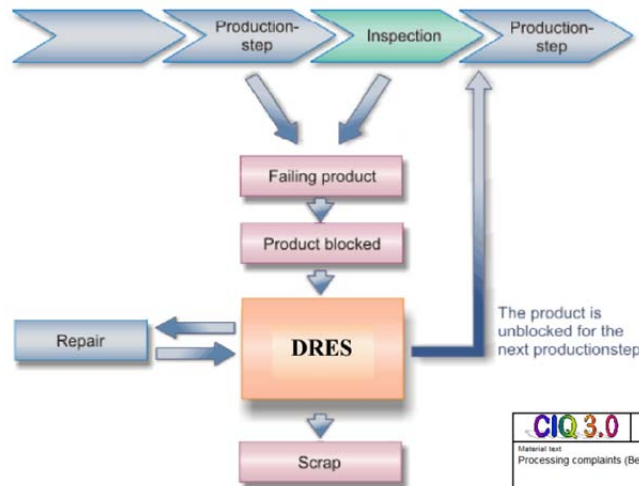 Production-
step
Inspection
Production-
step
Failing product
Product blocked
DRES
Repair
The product is
unblocked for the
next productionstep
Scrap
CIQ 3.0
Material text
Processing complaints (Be